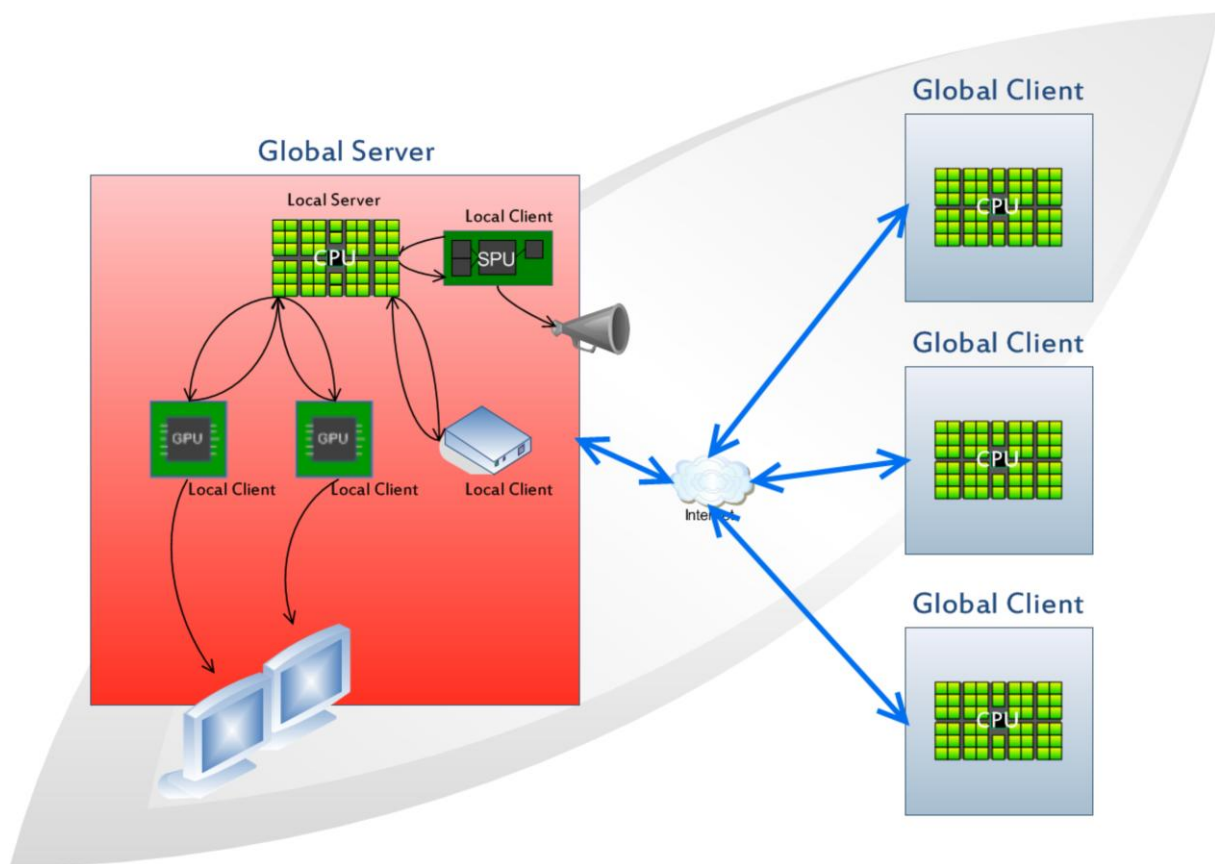 Global Client
CPU
Global Server
Local Server
CPU
Local Client
SPU
GPU
Local Client
GPU
Local Client
Local Client
Internet
Global Client
CPU
Global Client
CPU